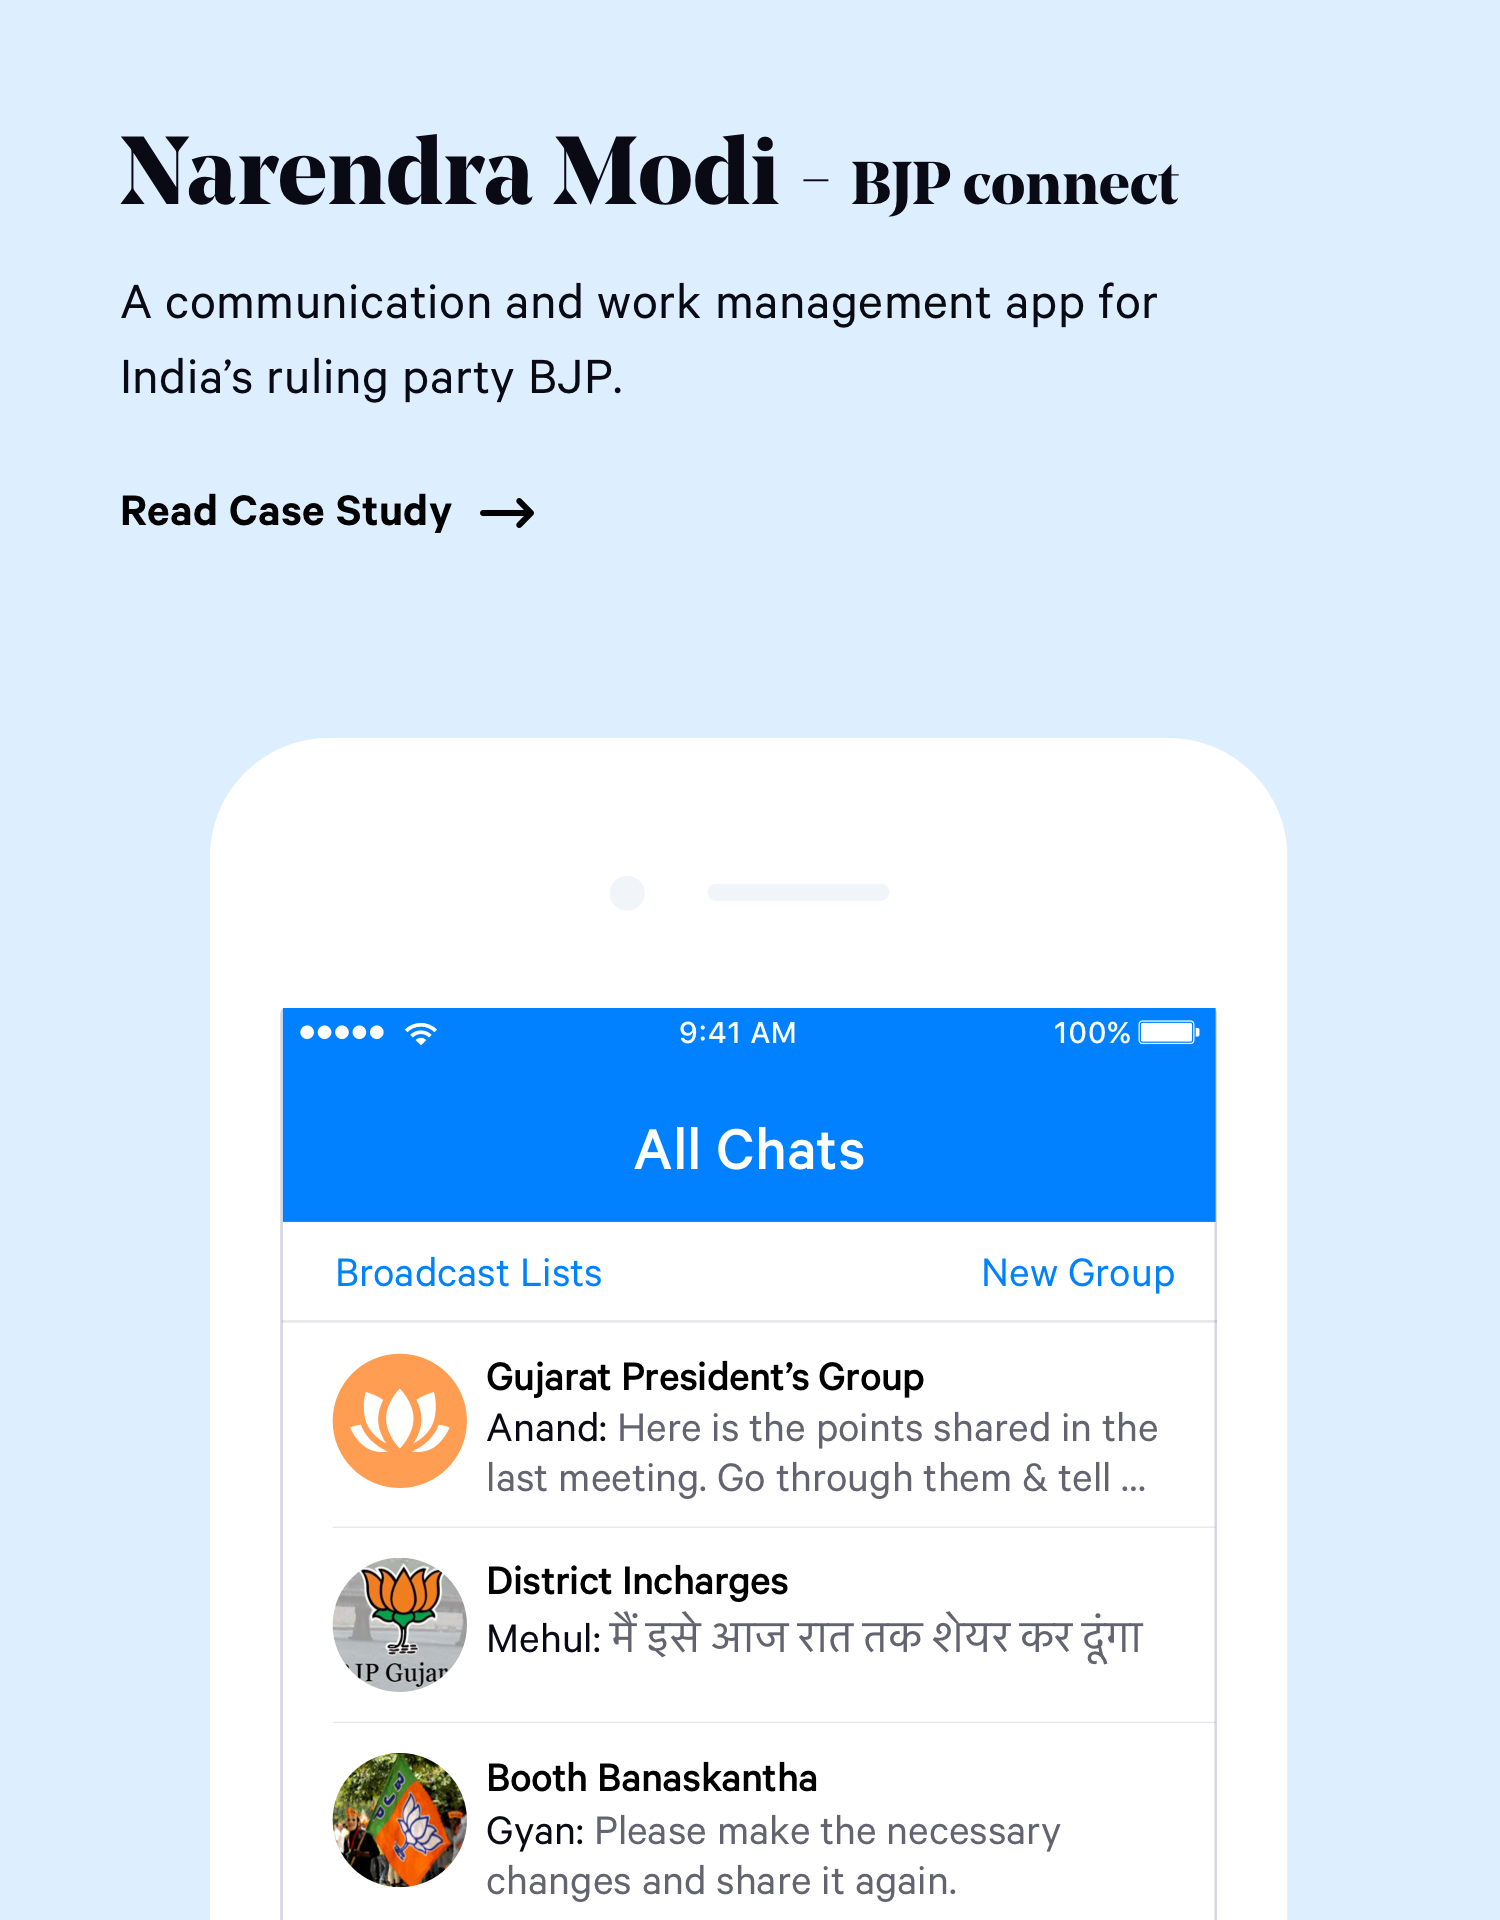 Narendra Modi – BJP connect
A communication and work management app for
India’s ruling party BJP.
Read Case Study →
9:41 AM 100%
All Chats
Broadcast Lists New Group
Gujarat President’s Group
Anand: Here is the points shared in the
last meeting. Go through them & tell ...
District Incharges
Mehul: मैं इसे आज रात तक शेयर कर दूंगा
JP Gujar
Booth Banaskantha
Gyan: Please make the necessary
changes and share it again.